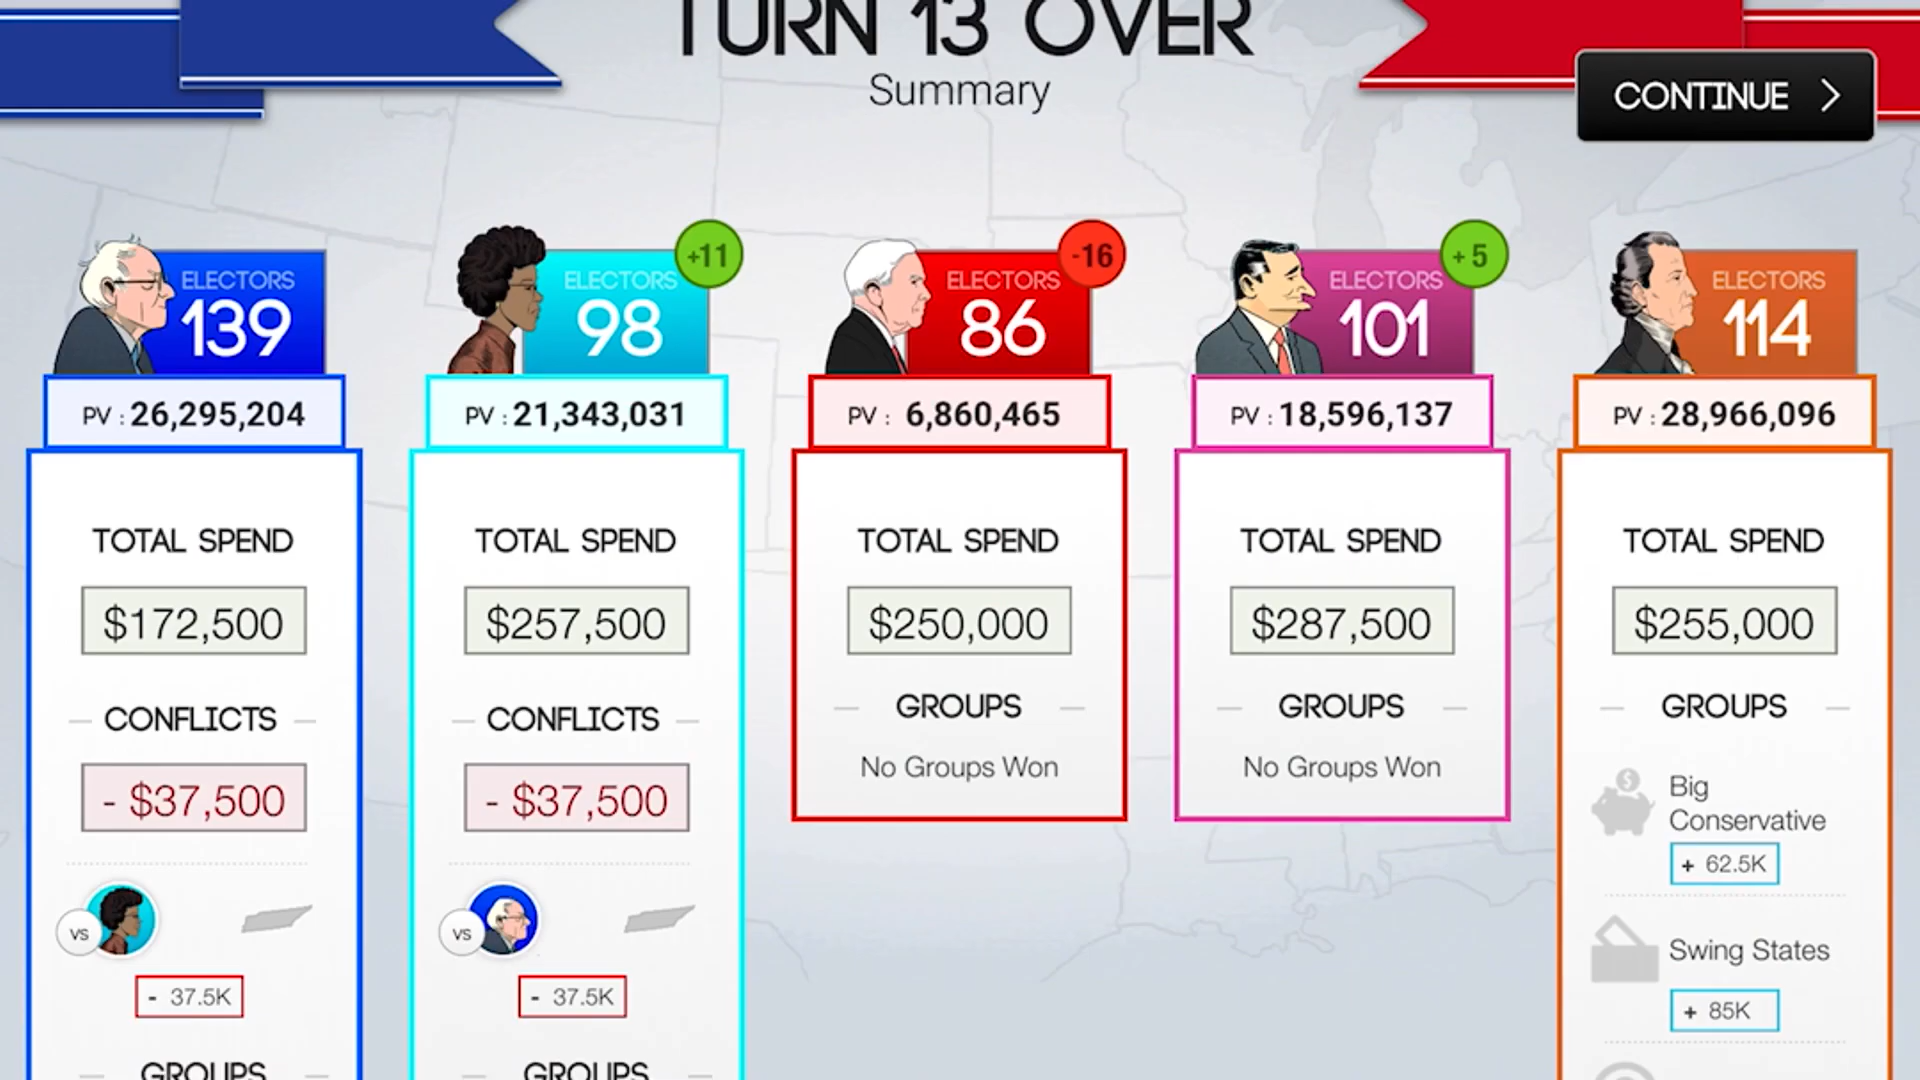 TURN 13 OVER
Summary
CONTINUE
ELECTORS
139
PV : 26,295,204
TOTAL SPEND
$172,500
CONFLICTS
- $37,500
VS
- 37.5K
GROUPS
+11
ELECTORS
98
PV : 21,343,031
TOTAL SPEND
$257,500
CONFLICTS
- $37,500
VS
- 37.5K
GROUPS
-16
ELECTORS
86
PV : 6,860,465
TOTAL SPEND
$250,000
GROUPS
No Groups Won
+ 5
ELECTORS
101
PV : 18,596,137
TOTAL SPEND
$287,500
GROUPS
No Groups Won
ELECTORS
114
PV : 28,966,096
TOTAL SPEND
$255,000
GROUPS
Big
Conservative
+ 62.5K
Swing States
+ 85K